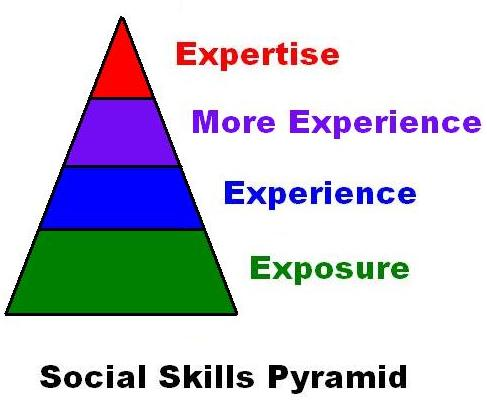 Expertise
More Experience
Experience
Exposure
Social Skills Pyramid